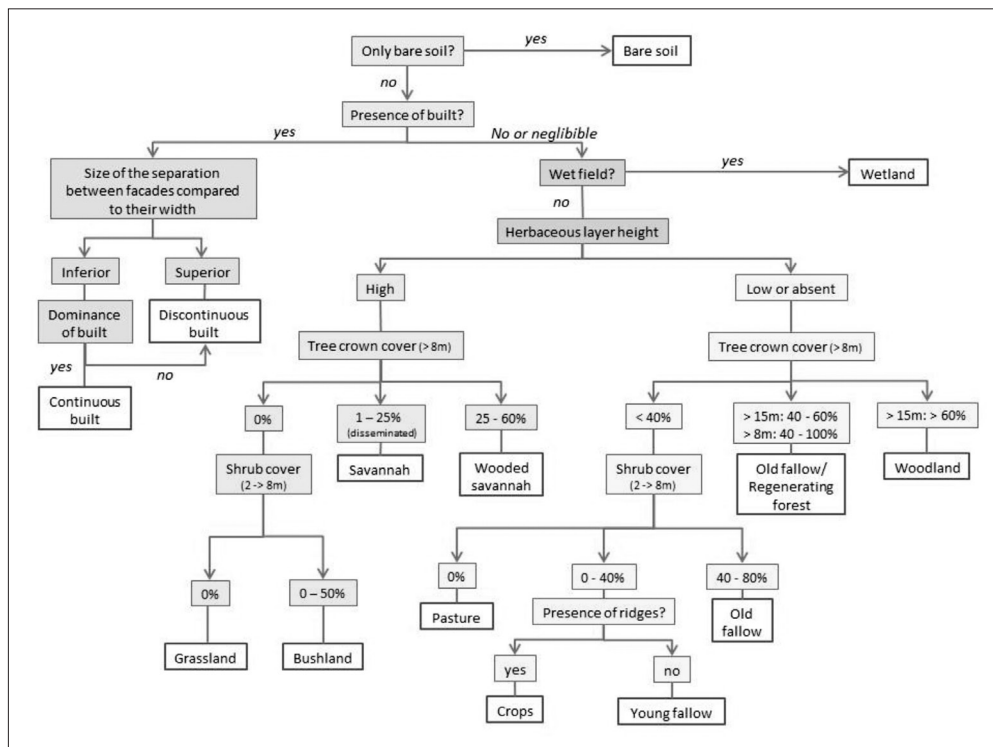 Only bare soil?
yes
Bare soil
no
Presence of built?
yes
No or neglibible
Size of the separation
between facades compared
to their width
Wet field?
yes
Wetland
no
Herbaceous layer height
Inferior
Superior
High
Low or absent
Dominance
of built
Discontinuous
built
yes
no
Continuous
built
Tree crown cover (> 8m)
Tree crown cover (> 8m)
0%
1 – 25%
(disseminated)
25 - 60%
< 40%
> 15m: 40 - 60%
> 8m: 40 - 100%
> 15m: > 60%
Shrub cover
(2 -> 8m)
Savannah
Wooded
savannah
Shrub cover
(2 -> 8m)
Old fallow/
Regenerating
forest
Woodland
0%
0 – 50%
0%
0 - 40%
40 - 80%
Grassland
Bushland
Pasture
Presence of ridges?
Old
fallow
yes
no
Crops
Young fallow